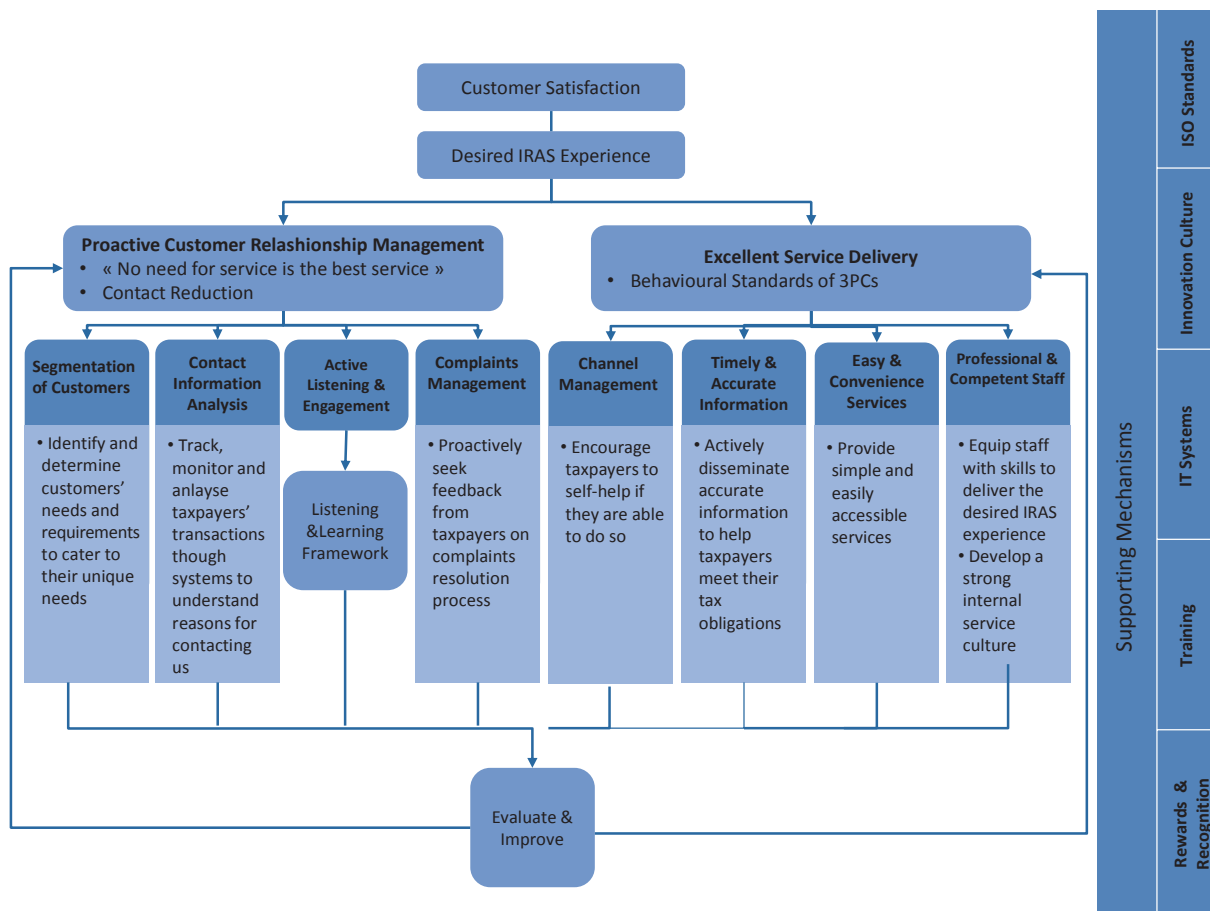 Customer Satisfaction
Desired IRAS Experience
Proactive Customer Relashionship Management
• « No need for service is the best service »
• Contact Reduction
Excellent Service Delivery
• Behavioural Standards of 3PCs
Segmentation
of Customers
• Identify and
determine
customers’
needs and
requirements
to cater to
their unique
needs
Contact
Information
Analysis
• Track,
monitor and
anlayse
taxpayers’
transactions
though
systems to
understand
reasons for
contacting
us
Active
Listening &
Engagement
Listening
&Learning
Framework
Complaints
Management
• Proactively
seek
feedback
from
taxpayers on
complaints
resolution
process
Channel
Management
• Encourage
taxpayers to
self-help if
they are able
to do so
Timely &
Accurate
Information
• Actively
disseminate
accurate
information
to help
taxpayers
meet their
tax
obligations
Easy &
Convenience
Services
• Provide
simple and
easily
accessible
services
Professional &
Competent Staff
• Equip staff
with skills to
deliver the
desired IRAS
experience
• Develop a
strong
internal
service
culture
Evaluate &
Improve
Supporting Mechanisms
ISO Standards
Innovation Culture
IT Systems
Training
Rewards &
Recognition